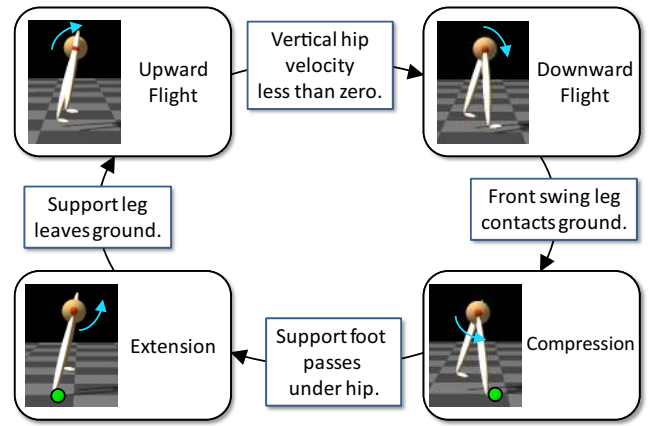 Upward
Flight
Vertical hip
velocity
less than zero.
Downward
Flight
Support leg
leaves ground.
Front swing leg
contacts ground.
Extension
Support foot
passes
under hip.
Compression